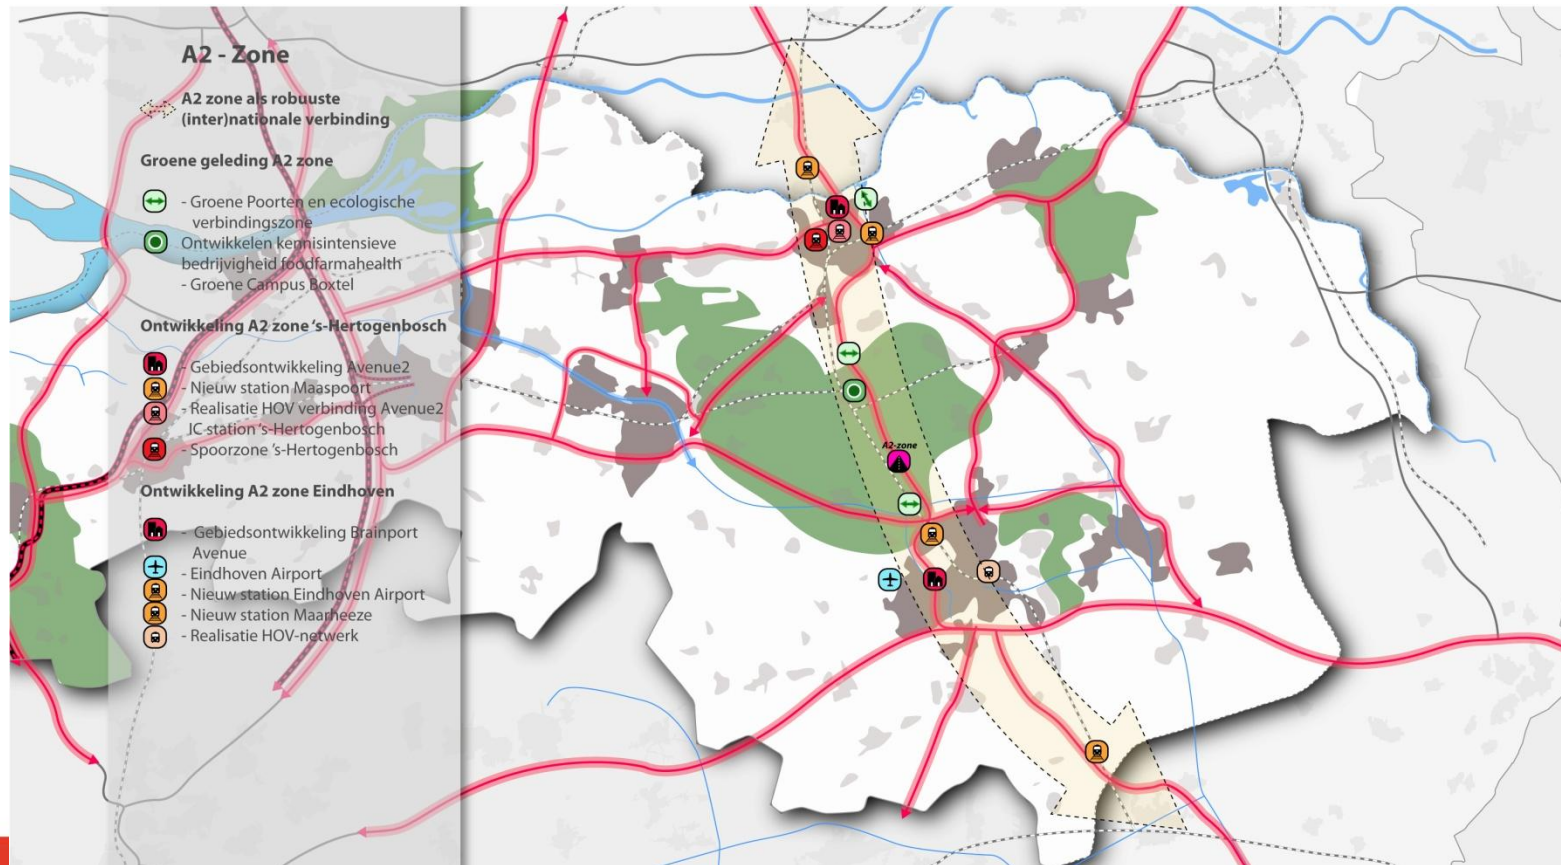 A2 - Zone
A2 zone als robuuste
(inter)nationale verbinding
Groene geleding A2 zone
- Groene Poorten en ecologische
verbindingszone
Ontwikkelen kennisintensieve
bedrijvigheid foodfarmahealth
- Groene Campus Boxtel
Ontwikkeling A2 zone 's-Hertogenbosch
- Gebiedsontwikkeling Avenue2
- Nieuw station Maaspoort
- Realisatie HOV verbinding Avenue2
JC-station 's-Hertogenbosch
- Spoorzone 's-Hertogenbosch
Ontwikkeling A2 zone Eindhoven
- Gebiedsontwikkeling Brainport
Avenue
- Eindhoven Airport
- Nieuw station Eindhoven Airport
- Nieuw station Maarheeze
- Realisatie HOV-netwerk
A2-zone